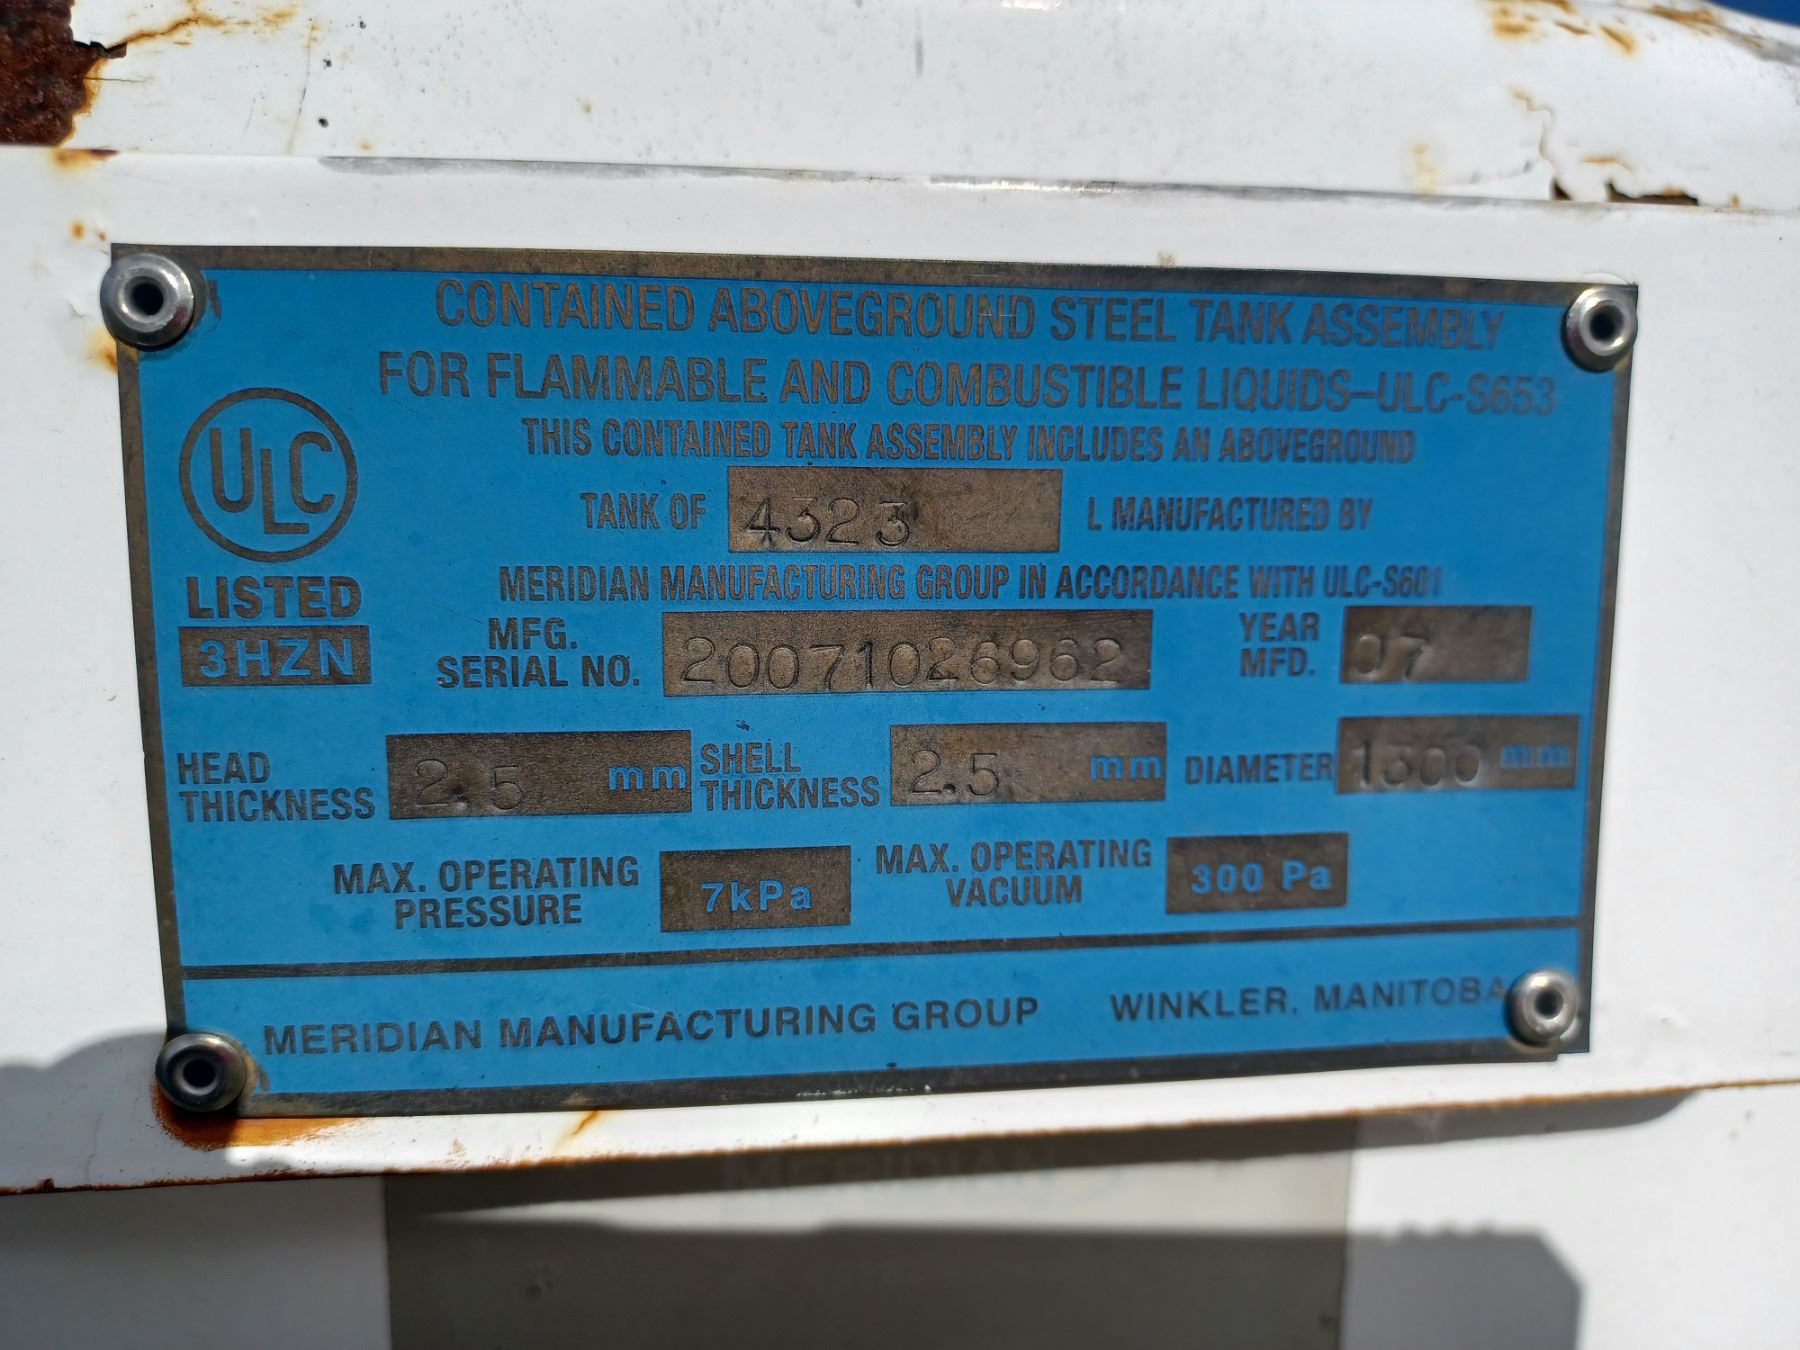 CONTAINED ABOVEGROUND STEEL TANK ASSEMBLY
FOR FLAMMABLE AND COMBUSTIBLE LIQUIDS-ULC-S653
THIS CONTAINED TANK ASSEMBLY INCLUDES AN ABOVEGROUND
TANK OF 4323 L MANUFACTURED BY
MERIDIAN MANUFACTURING GROUP IN ACCORDANCE WITH ULC-S601
ULC
LISTED
3HZN
MFG. SERIAL NO. 20071026962 YEAR MFD. 07
HEAD THICKNESS 2.5 mm SHELL THICKNESS 2.5 mm DIAMETER 1300 mm
MAX. OPERATING PRESSURE 7kPa MAX. OPERATING VACUUM 300 Pa
MERIDIAN MANUFACTURING GROUP WINKLER, MANITOBA
MERIDIAN